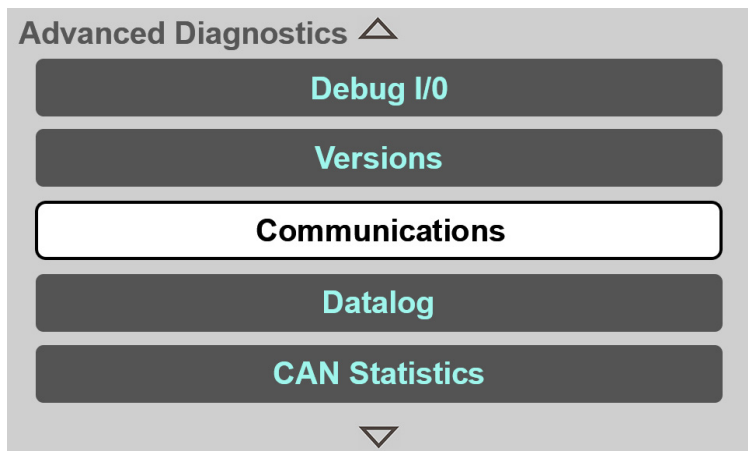 Advanced Diagnostics
Debug I/0
Versions
Communications
Datalog
CAN Statistics